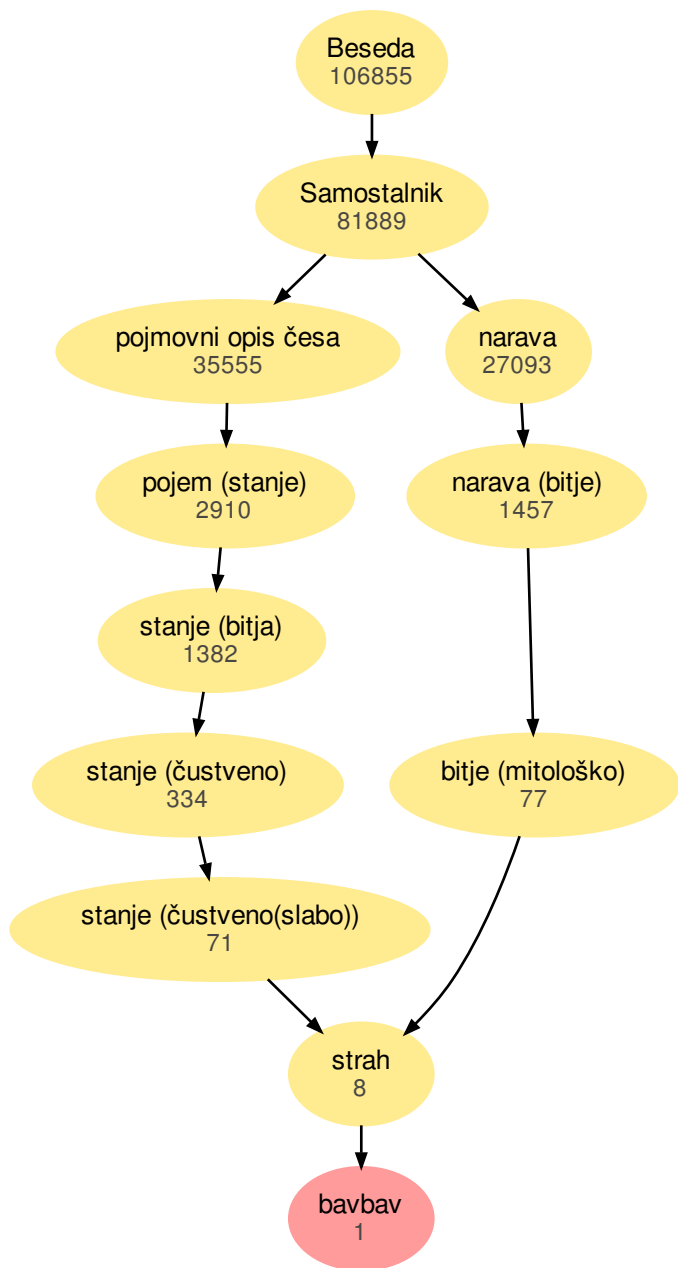 Beseda
106855
Samostalnik
81889
pojmovni opis česa
35555
narava
27093
pojem (stanje)
2910
narava (bitje)
1457
stanje (bitja)
1382
stanje (čustveno)
334
bitje (mitološko)
77
stanje (čustveno(slabo))
71
strah
8
bavbav
1